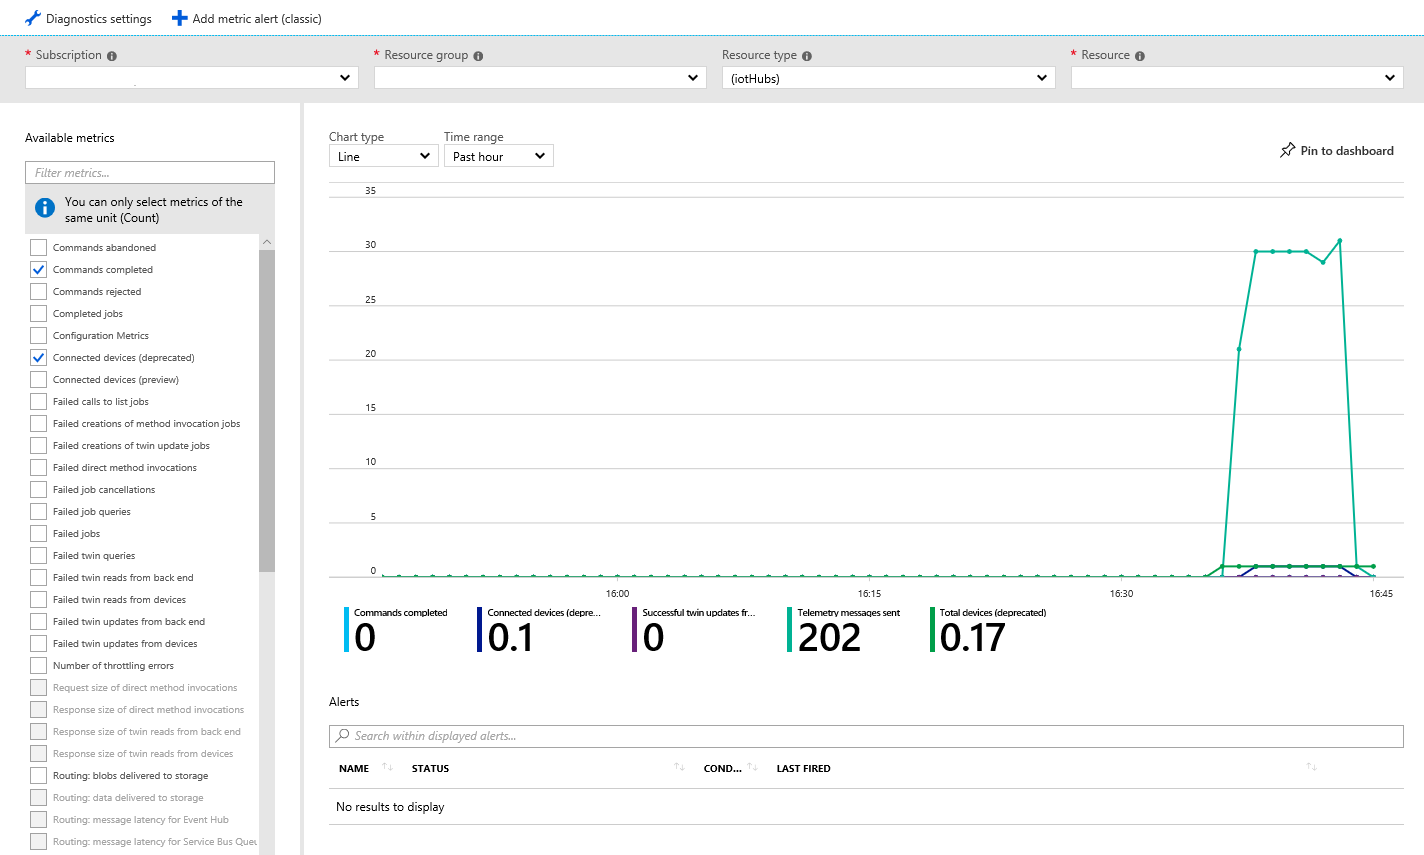 Diagnostics settings
Add metric alert (classic)
* Subscription
* Resource group
Resource type
* Resource
(iotHubs)
Available metrics
Filter metrics...
You can only select metrics of the
same unit (Count)
Commands abandoned
Commands completed
Commands rejected
Completed jobs
Configuration Metrics
Connected devices (deprecated)
Connected devices (preview)
Failed calls to list jobs
Failed creations of method invocation jobs
Failed creations of twin update jobs
Failed direct method invocations
Failed job cancellations
Failed job queries
Failed jobs
Failed twin queries
Failed twin reads from back end
Failed twin reads from devices
Failed twin updates from back end
Failed twin updates from devices
Number of throttling errors
Request size of direct method invocations
Response size of direct method invocations
Response size of twin reads from back end
Response size of twin reads from devices
Routing: blobs delivered to storage
Routing: data delivered to storage
Routing: message latency for Event Hub
Routing: message latency for Service Bus Queu
Chart type
Time range
Line
Past hour
Pin to dashboard
35
30
25
20
15
10
5
0
16:00
16:15
16:30
16:45
Commands completed
0
Connected devices (depre...
0.1
Successful twin updates fr...
0
Telemetry messages sent
202
Total devices (deprecated)
0.17
Alerts
Search within displayed alerts...
NAME
STATUS
COND...
LAST FIRED
No results to display